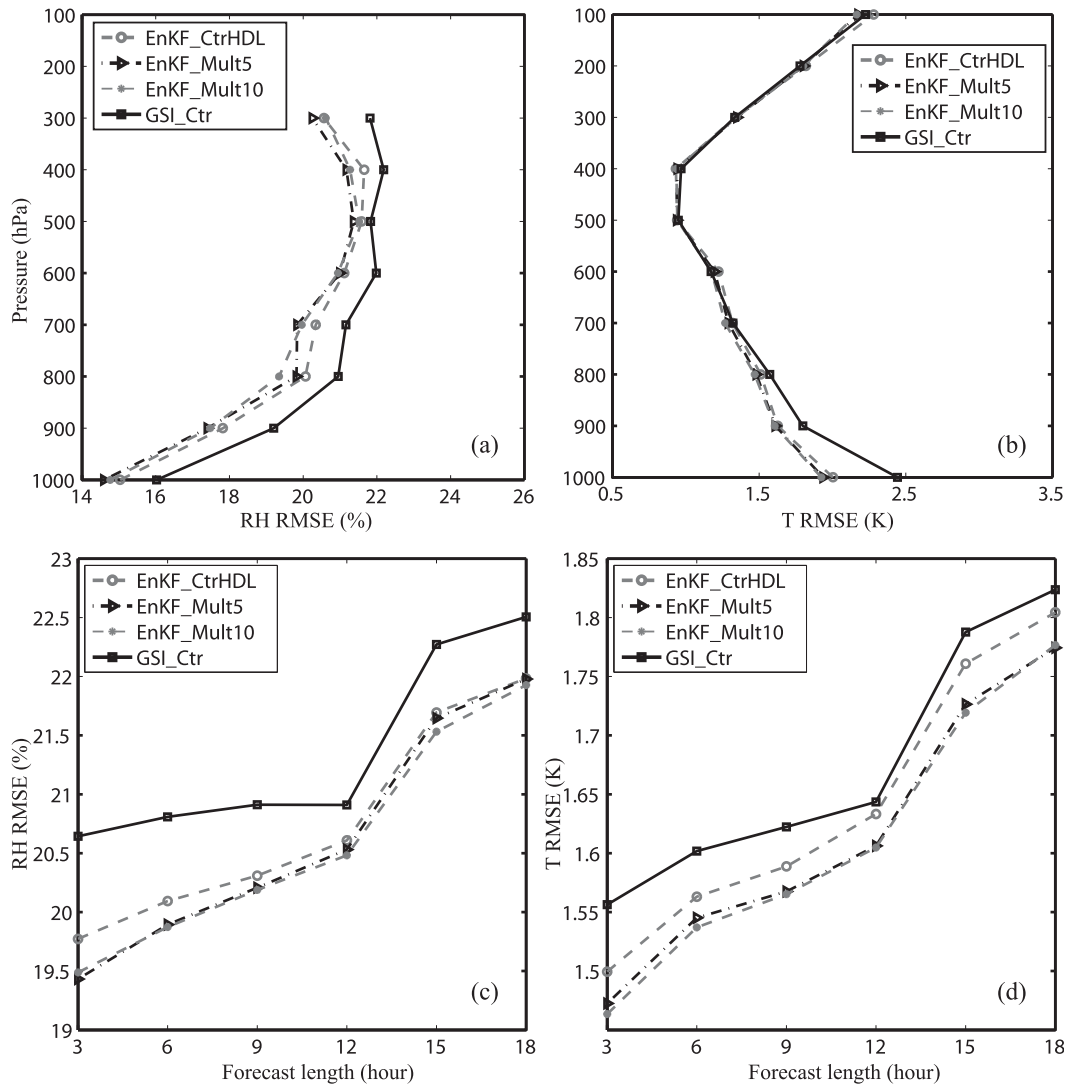 100
200
300
400
500
600
700
800
900
1000
Pressure (hPa)
EnKF_CtrHDL
EnKF_Mult5
EnKF_Mult10
GSI_Ctr
(a)
14 16 18 20 22 24 26
RH RMSE (%)
100
200
300
400
500
600
700
800
900
1000
EnKF_CtrHDL
EnKF_Mult5
EnKF_Mult10
GSI_Ctr
(b)
0.5 1.5 2.5 3.5
T RMSE (K)
23
22.5
22
21.5
21
20.5
20
19.5
19
RH RMSE (%)
EnKF_CtrHDL
EnKF_Mult5
EnKF_Mult10
GSI_Ctr
(c)
3 6 9 12 15 18
Forecast length (hour)
1.85
1.8
1.75
1.7
1.65
1.6
1.55
1.5
T RMSE (K)
EnKF_CtrHDL
EnKF_Mult5
EnKF_Mult10
GSI_Ctr
(d)
3 6 9 12 15 18
Forecast length (hour)